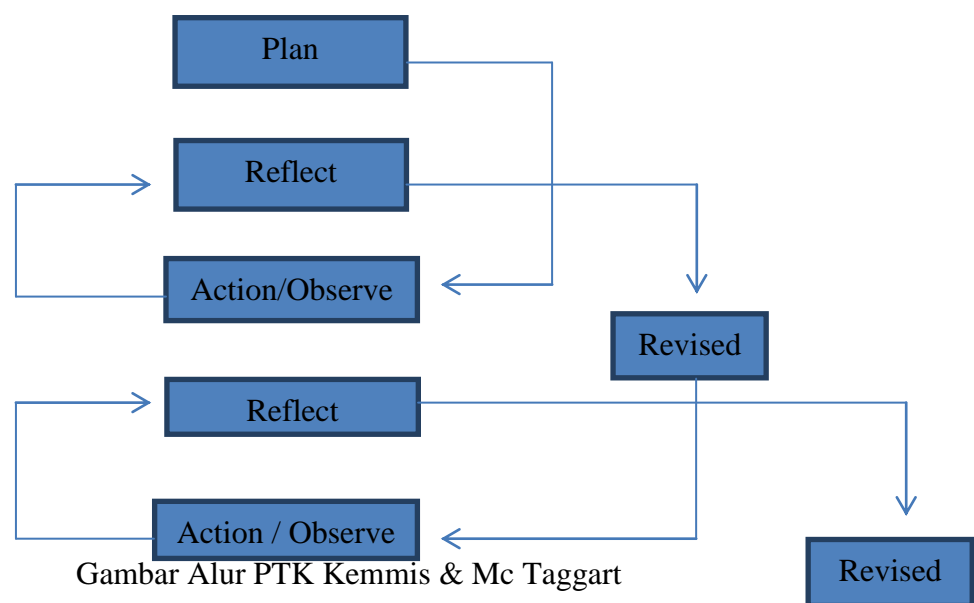 Plan
Reflect
Action/Observe
Revised
Reflect
Action / Observe
Revised
Gambar Alur PTK Kemmis & Mc Taggart